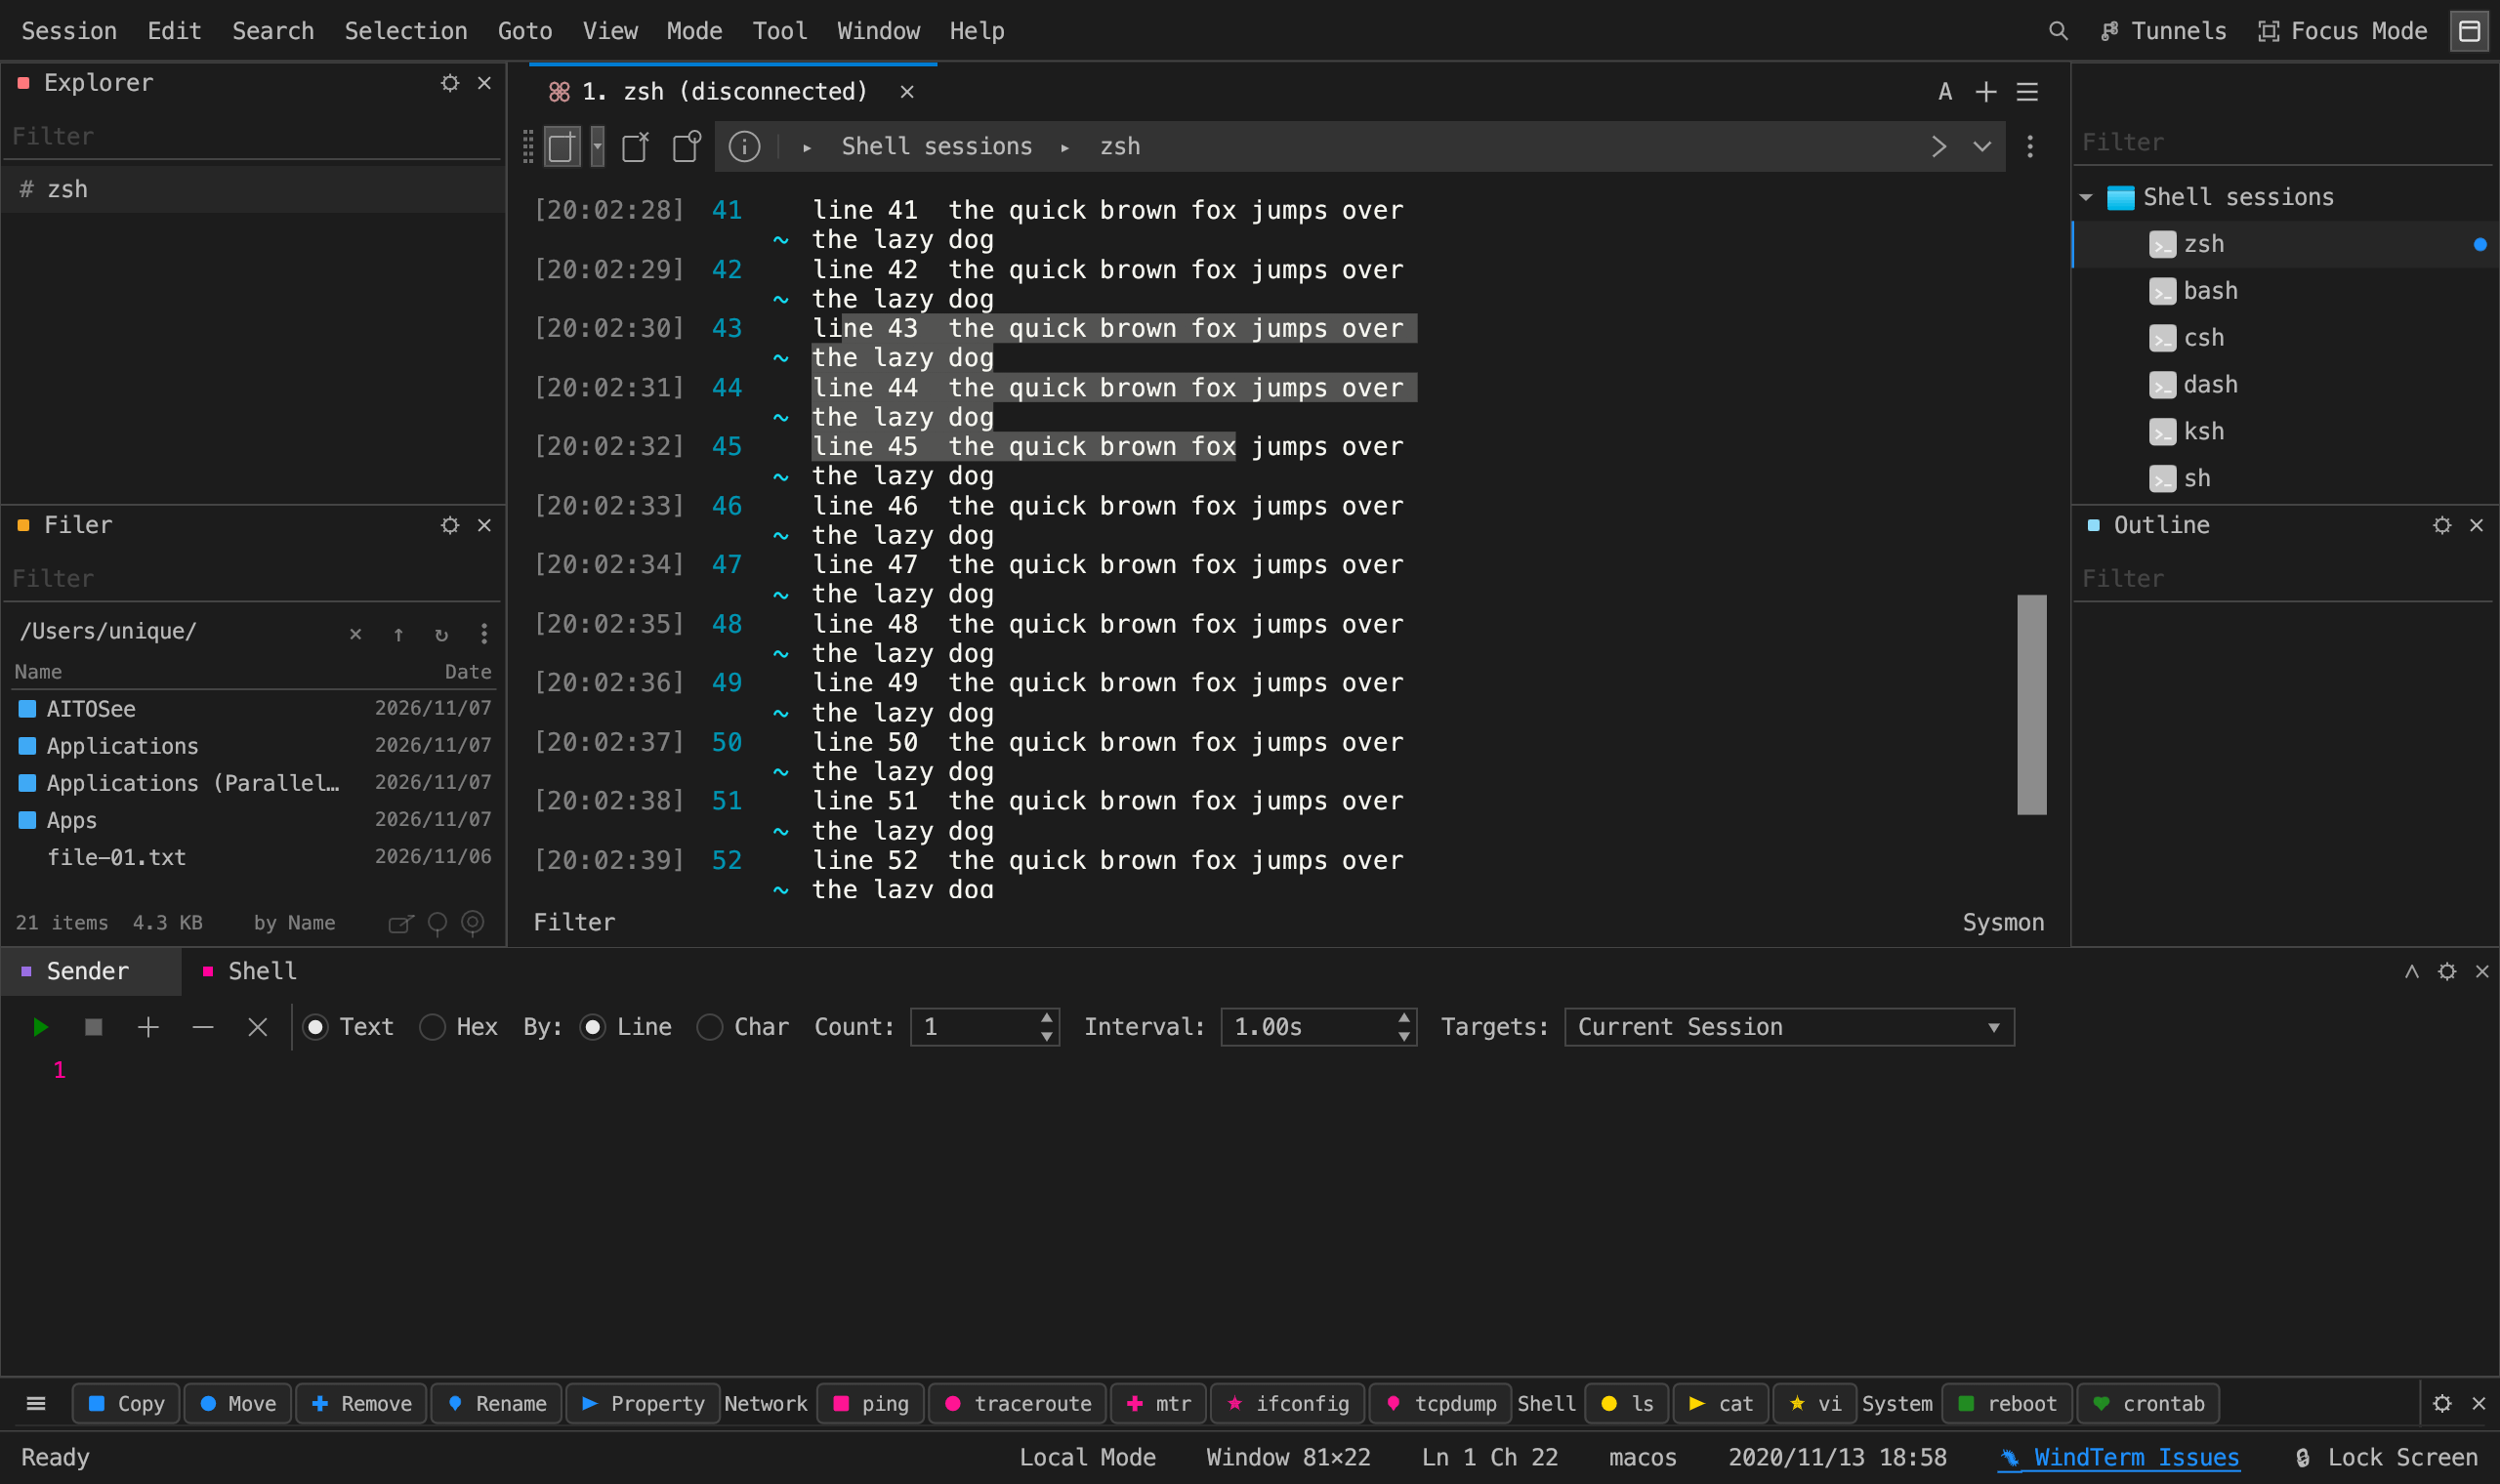 Session Edit Search Selection Goto View Mode Tool Window Help Tunnels Focus Mode
Explorer
Filter
# zsh
Filer
Filter
/Users/unique/
Name Date
AITOSee 2026/11/07
Applications 2026/11/07
Applications (Parallel… 2026/11/07
Apps 2026/11/07
file-01.txt 2026/11/06
21 items 4.3 KB by Name
1. zsh (disconnected)
A
Shell sessions zsh
[20:02:28] 41 line 41  the quick brown fox jumps over
~ the lazy dog
[20:02:29] 42 line 42  the quick brown fox jumps over
~ the lazy dog
[20:02:30] 43 line 43  the quick brown fox jumps over
~ the lazy dog
[20:02:31] 44 line 44  the quick brown fox jumps over
~ the lazy dog
[20:02:32] 45 line 45  the quick brown fox jumps over
~ the lazy dog
[20:02:33] 46 line 46  the quick brown fox jumps over
~ the lazy dog
[20:02:34] 47 line 47  the quick brown fox jumps over
~ the lazy dog
[20:02:35] 48 line 48  the quick brown fox jumps over
~ the lazy dog
[20:02:36] 49 line 49  the quick brown fox jumps over
~ the lazy dog
[20:02:37] 50 line 50  the quick brown fox jumps over
~ the lazy dog
[20:02:38] 51 line 51  the quick brown fox jumps over
~ the lazy dog
[20:02:39] 52 line 52  the quick brown fox jumps over
~ the lazy dog
Filter Sysmon
Filter
Shell sessions
zsh
bash
csh
dash
ksh
sh
Outline
Filter
Sender Shell
Text Hex By: Line Char Count: 1 Interval: 1.00s Targets: Current Session
1
Copy Move Remove Rename Property Network ping traceroute mtr ifconfig tcpdump Shell ls cat vi System reboot crontab
Ready Local Mode Window 81×22 Ln 1 Ch 22 macos 2020/11/13 18:58 WindTerm Issues Lock Screen